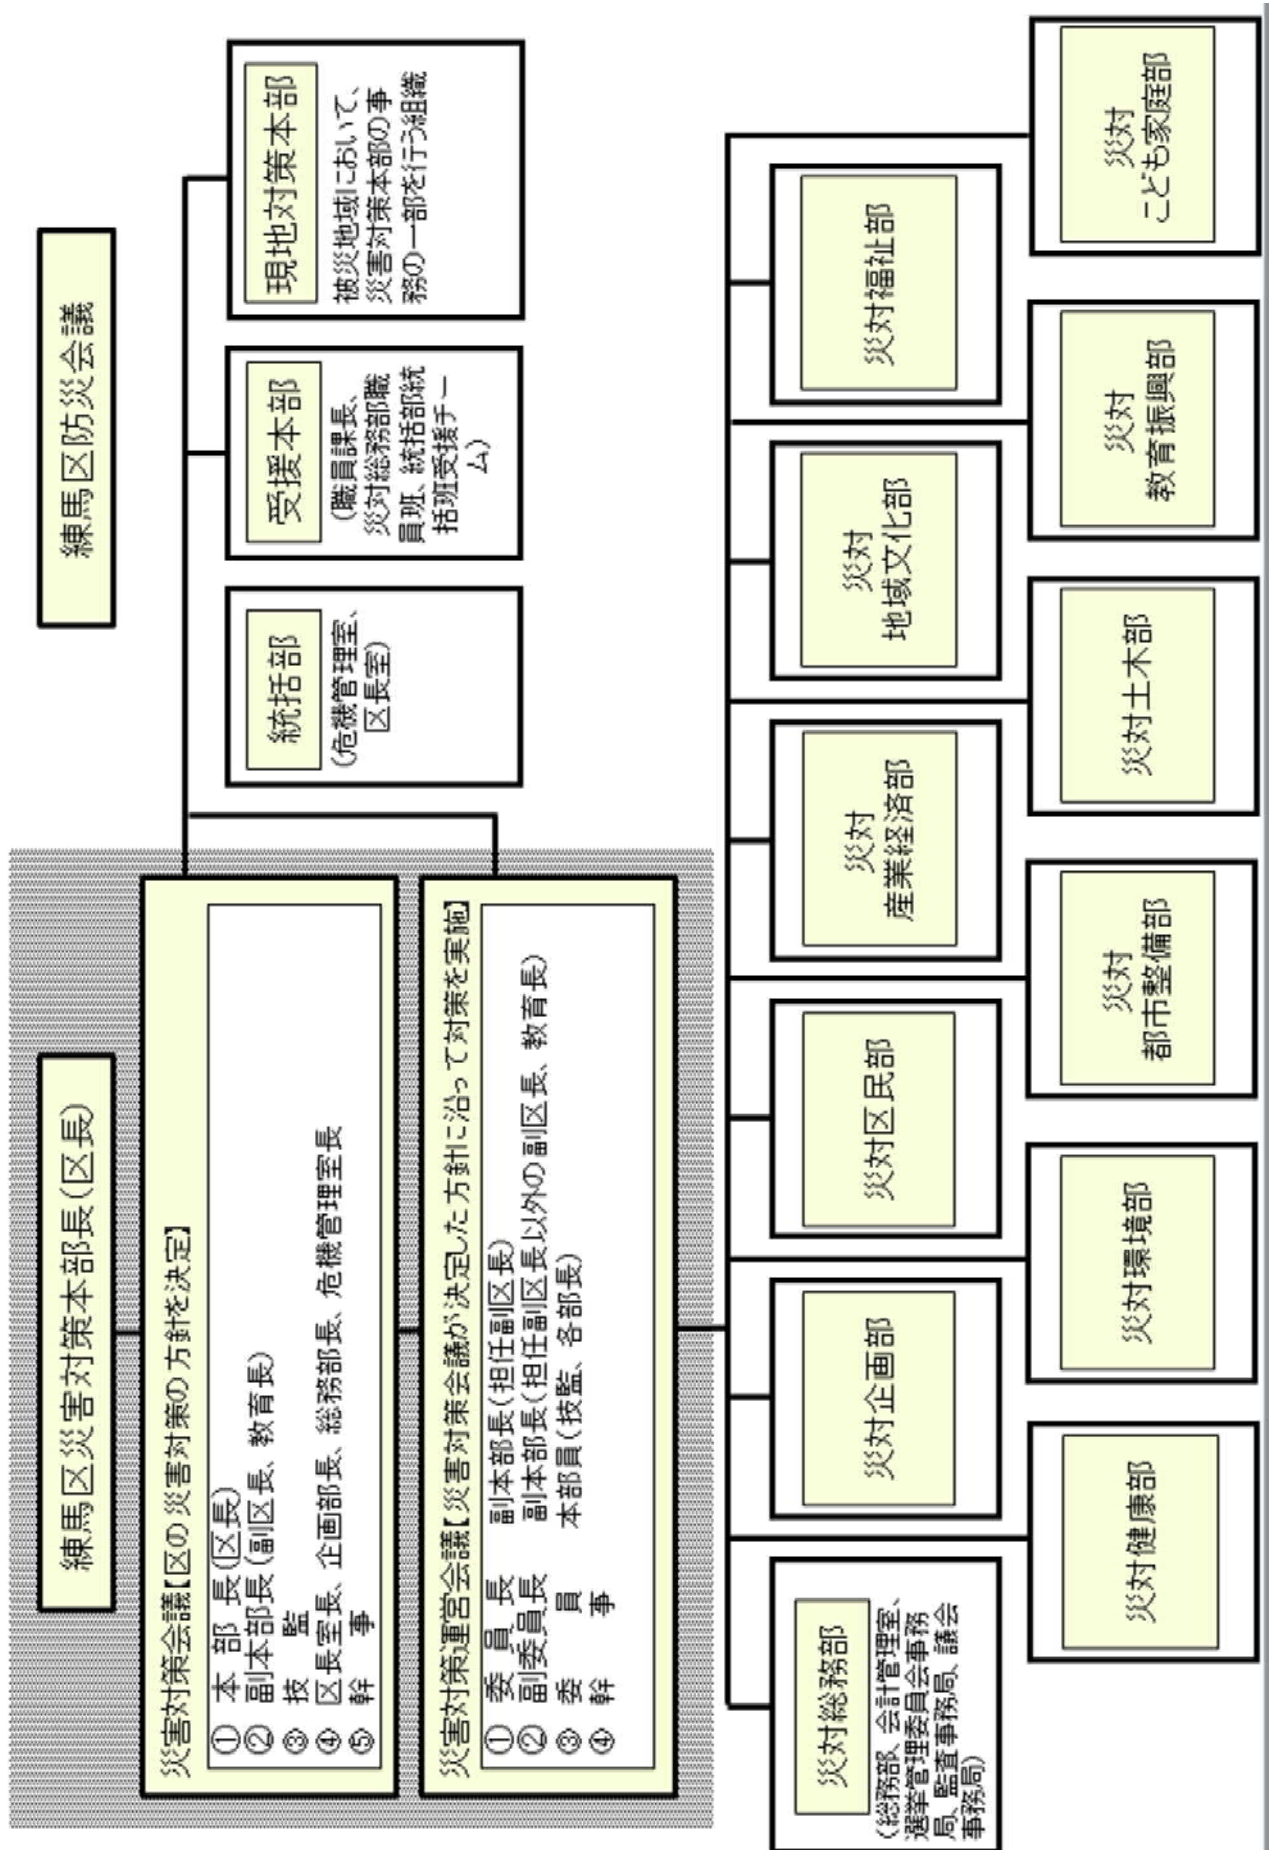 練馬区災害対策本部長(区長)
練馬区防災会議
災害対策会議【区の災害対策の方針を決定】
① 本部長(区長)
② 副本部長(副区長、教育長)
③ 技監
④ 区長室長、企画部長、総務部長、危機管理室長
⑤ 幹事
災害対策運営会議【災害対策会議が決定した方針に沿って対策を実施】
① 委員長 副本部長(担任副区長)
② 副委員長 副本部長(担任副区長以外の副区長、教育長)
③ 委員 本部員(技監、各部長)
④ 幹事
統括部
(危機管理室、
区長室)
受援本部
(職員課長、
災対総務部職
員班、統括部統
括班受援チー
ム)
現地対策本部
被災地域において、
災害対策本部の事
務の一部を行う組織
災対総務部
(総務部、会計管理室、
選挙管理委員会事務
局、監査事務局、議会
事務局)
災対企画部
災対区民部
災対
産業経済部
災対
地域文化部
災対福祉部
災対健康部
災対環境部
災対
都市整備部
災対土木部
災対
教育振興部
災対
こども家庭部